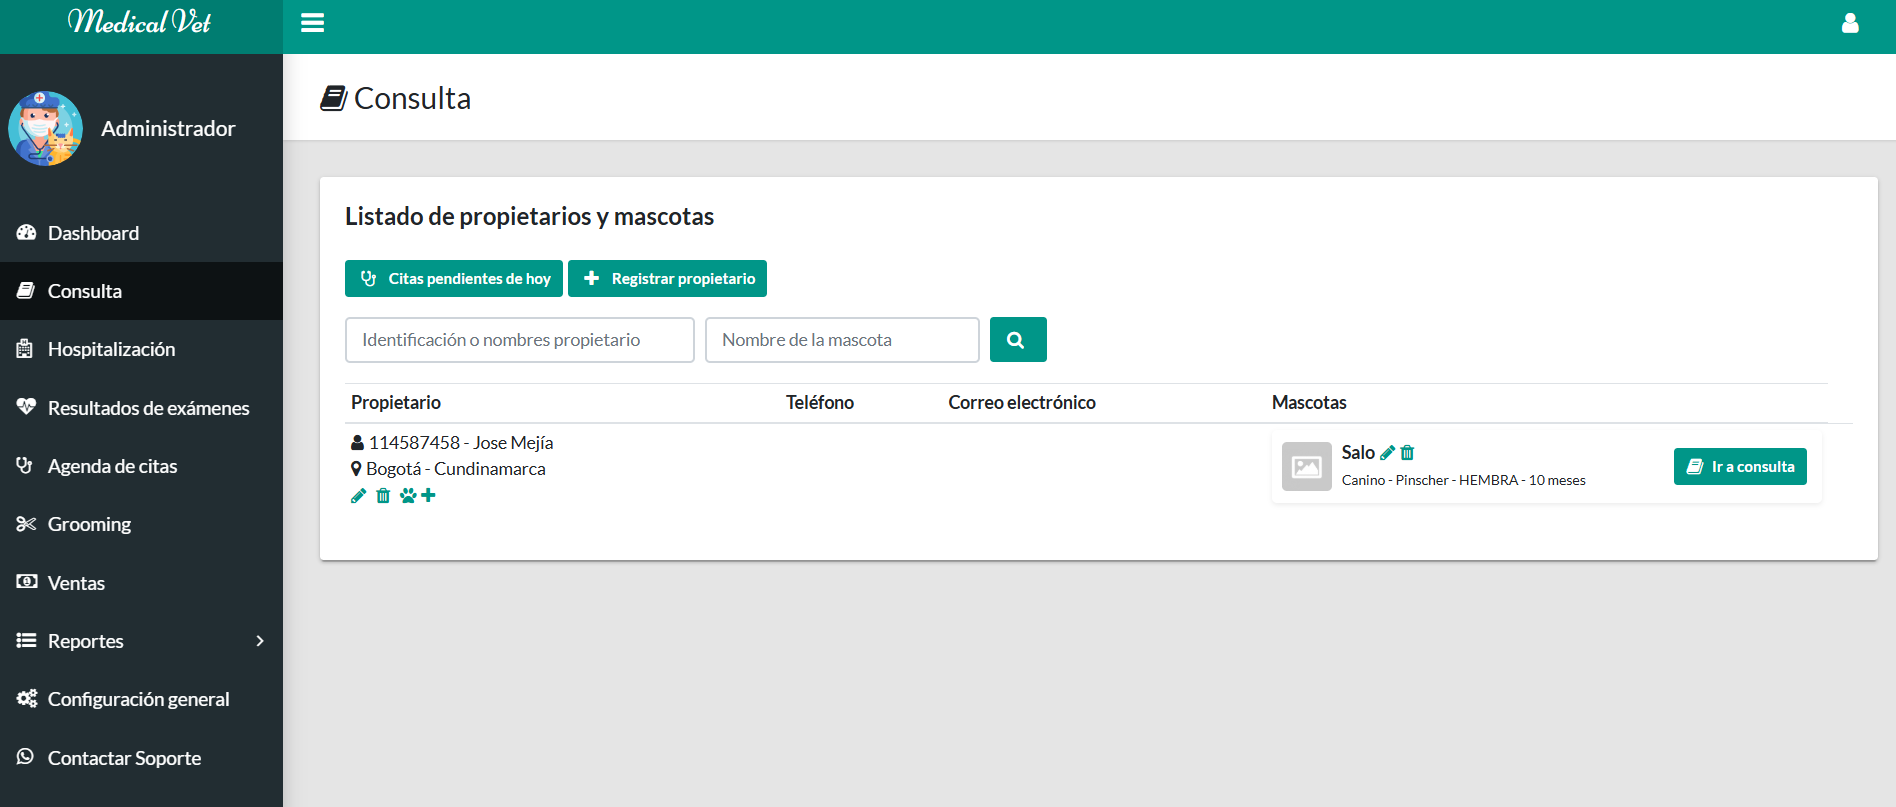 Medical Vet
Administrador
Dashboard
Consulta
Hospitalización
Resultados de exámenes
Agenda de citas
Grooming
Ventas
Reportes
Configuración general
Contactar Soporte
Consulta
Listado de propietarios y mascotas
Citas pendientes de hoy Registrar propietario
Identificación o nombres propietario Nombre de la mascota
Propietario Teléfono Correo electrónico Mascotas
114587458 - Jose Mejía
Bogotá - Cundinamarca
Salo
Canino - Pinscher - HEMBRA - 10 meses
Ir a consulta